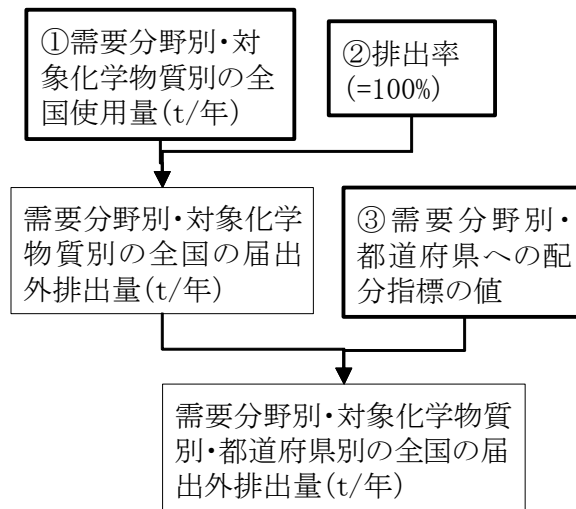 ①需要分野別・対
象化学物質別の全
国使用量(t/年)
②排出率
(=100%)
需要分野別・対象化学
物質別の全国の届出
外排出量(t/年)
③需要分野別・
都道府県への配
分指標の値
需要分野別・対象化学物質
別・都道府県別の全国の届
出外排出量(t/年)